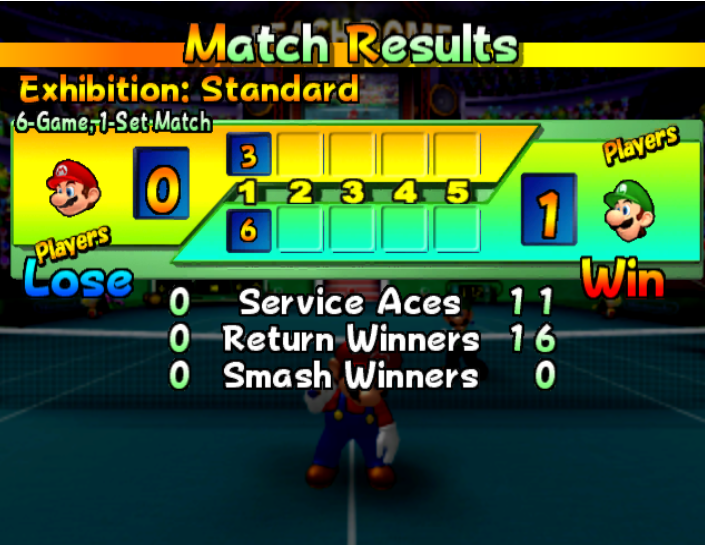 Match Results
Exhibition: Standard
6-Game, 1-Set Match
Players
3
0
1 2 3 4 5
1
6
Players
Lose
Win
0 Service Aces 11
0 Return Winners 16
0 Smash Winners 0